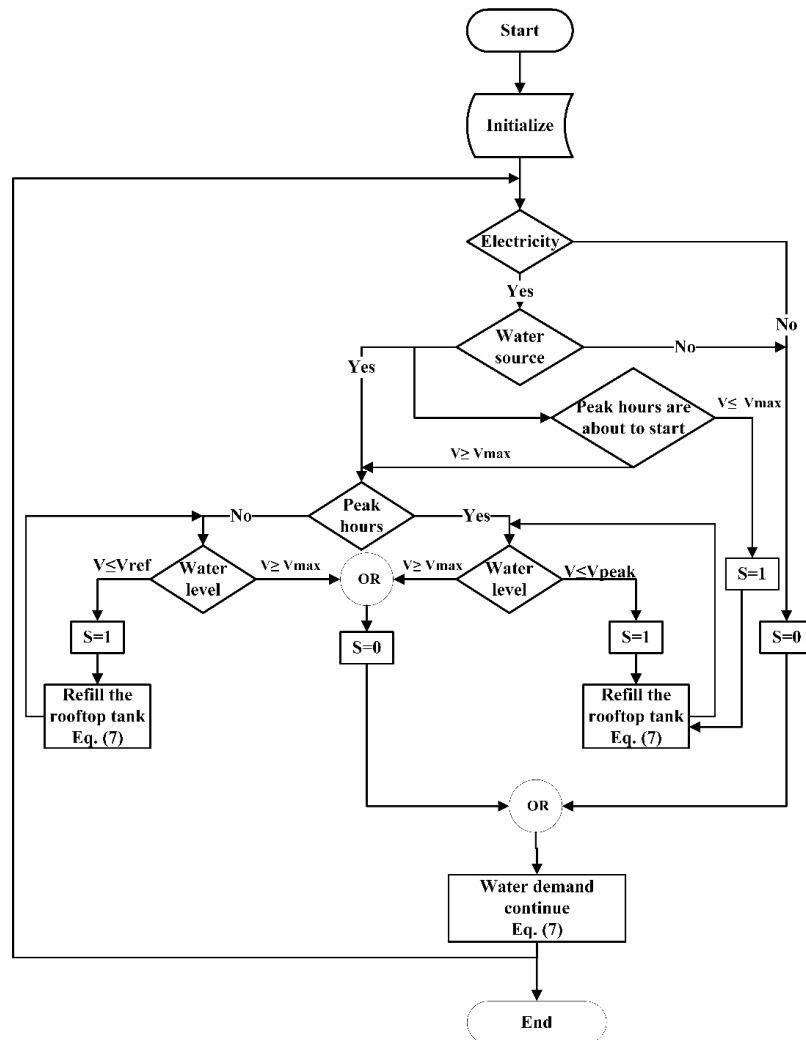 Start
Initialize
Electricity
Yes
No
Water
source
No
Yes
Peak hours are
about to start
V≤ Vmax
V≥ Vmax
Peak
hours
No
Yes
V≤Vref
Water
level
V≥ Vmax
OR
V≥ Vmax
Water
level
V≤Vpeak
S=1
S=1
S=0
S=1
S=0
Refill the
rooftop tank
Eq. (7)
Refill the
rooftop tank
Eq. (7)
OR
Water demand
continue
Eq. (7)
End